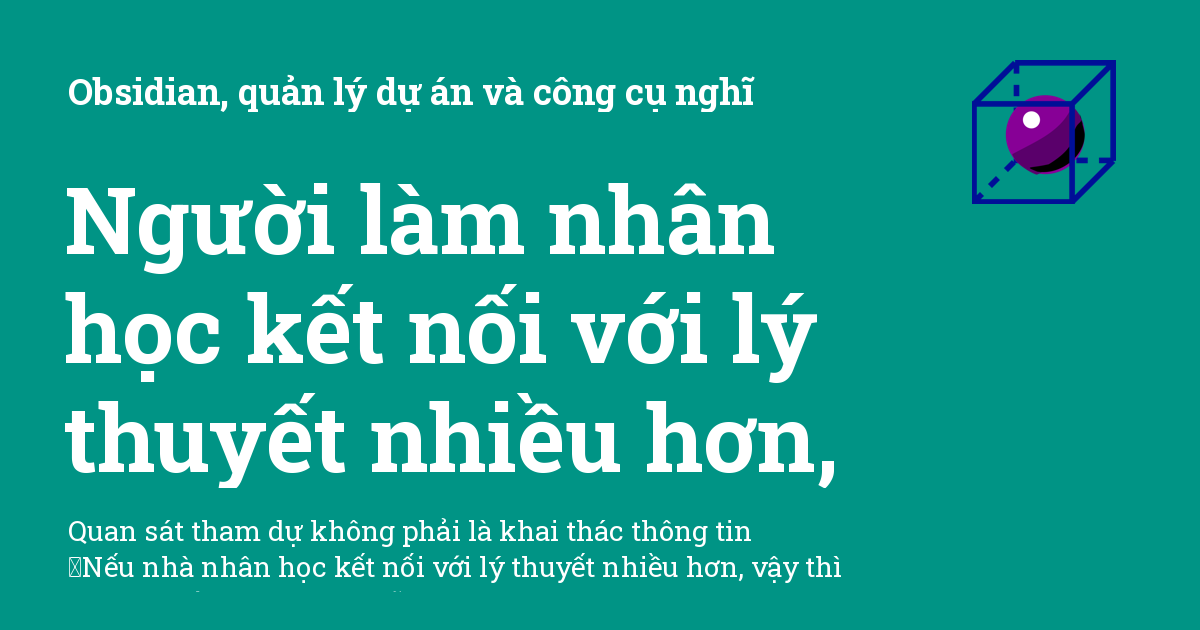 Obsidian, quản lý dự án và công cụ nghĩ
Người làm nhân
học kết nối với lý
thuyết nhiều hơn,
Quan sát tham dự không phải là khai thác thông tin
Nếu nhà nhân học kết nối với lý thuyết nhiều hơn, vậy thì